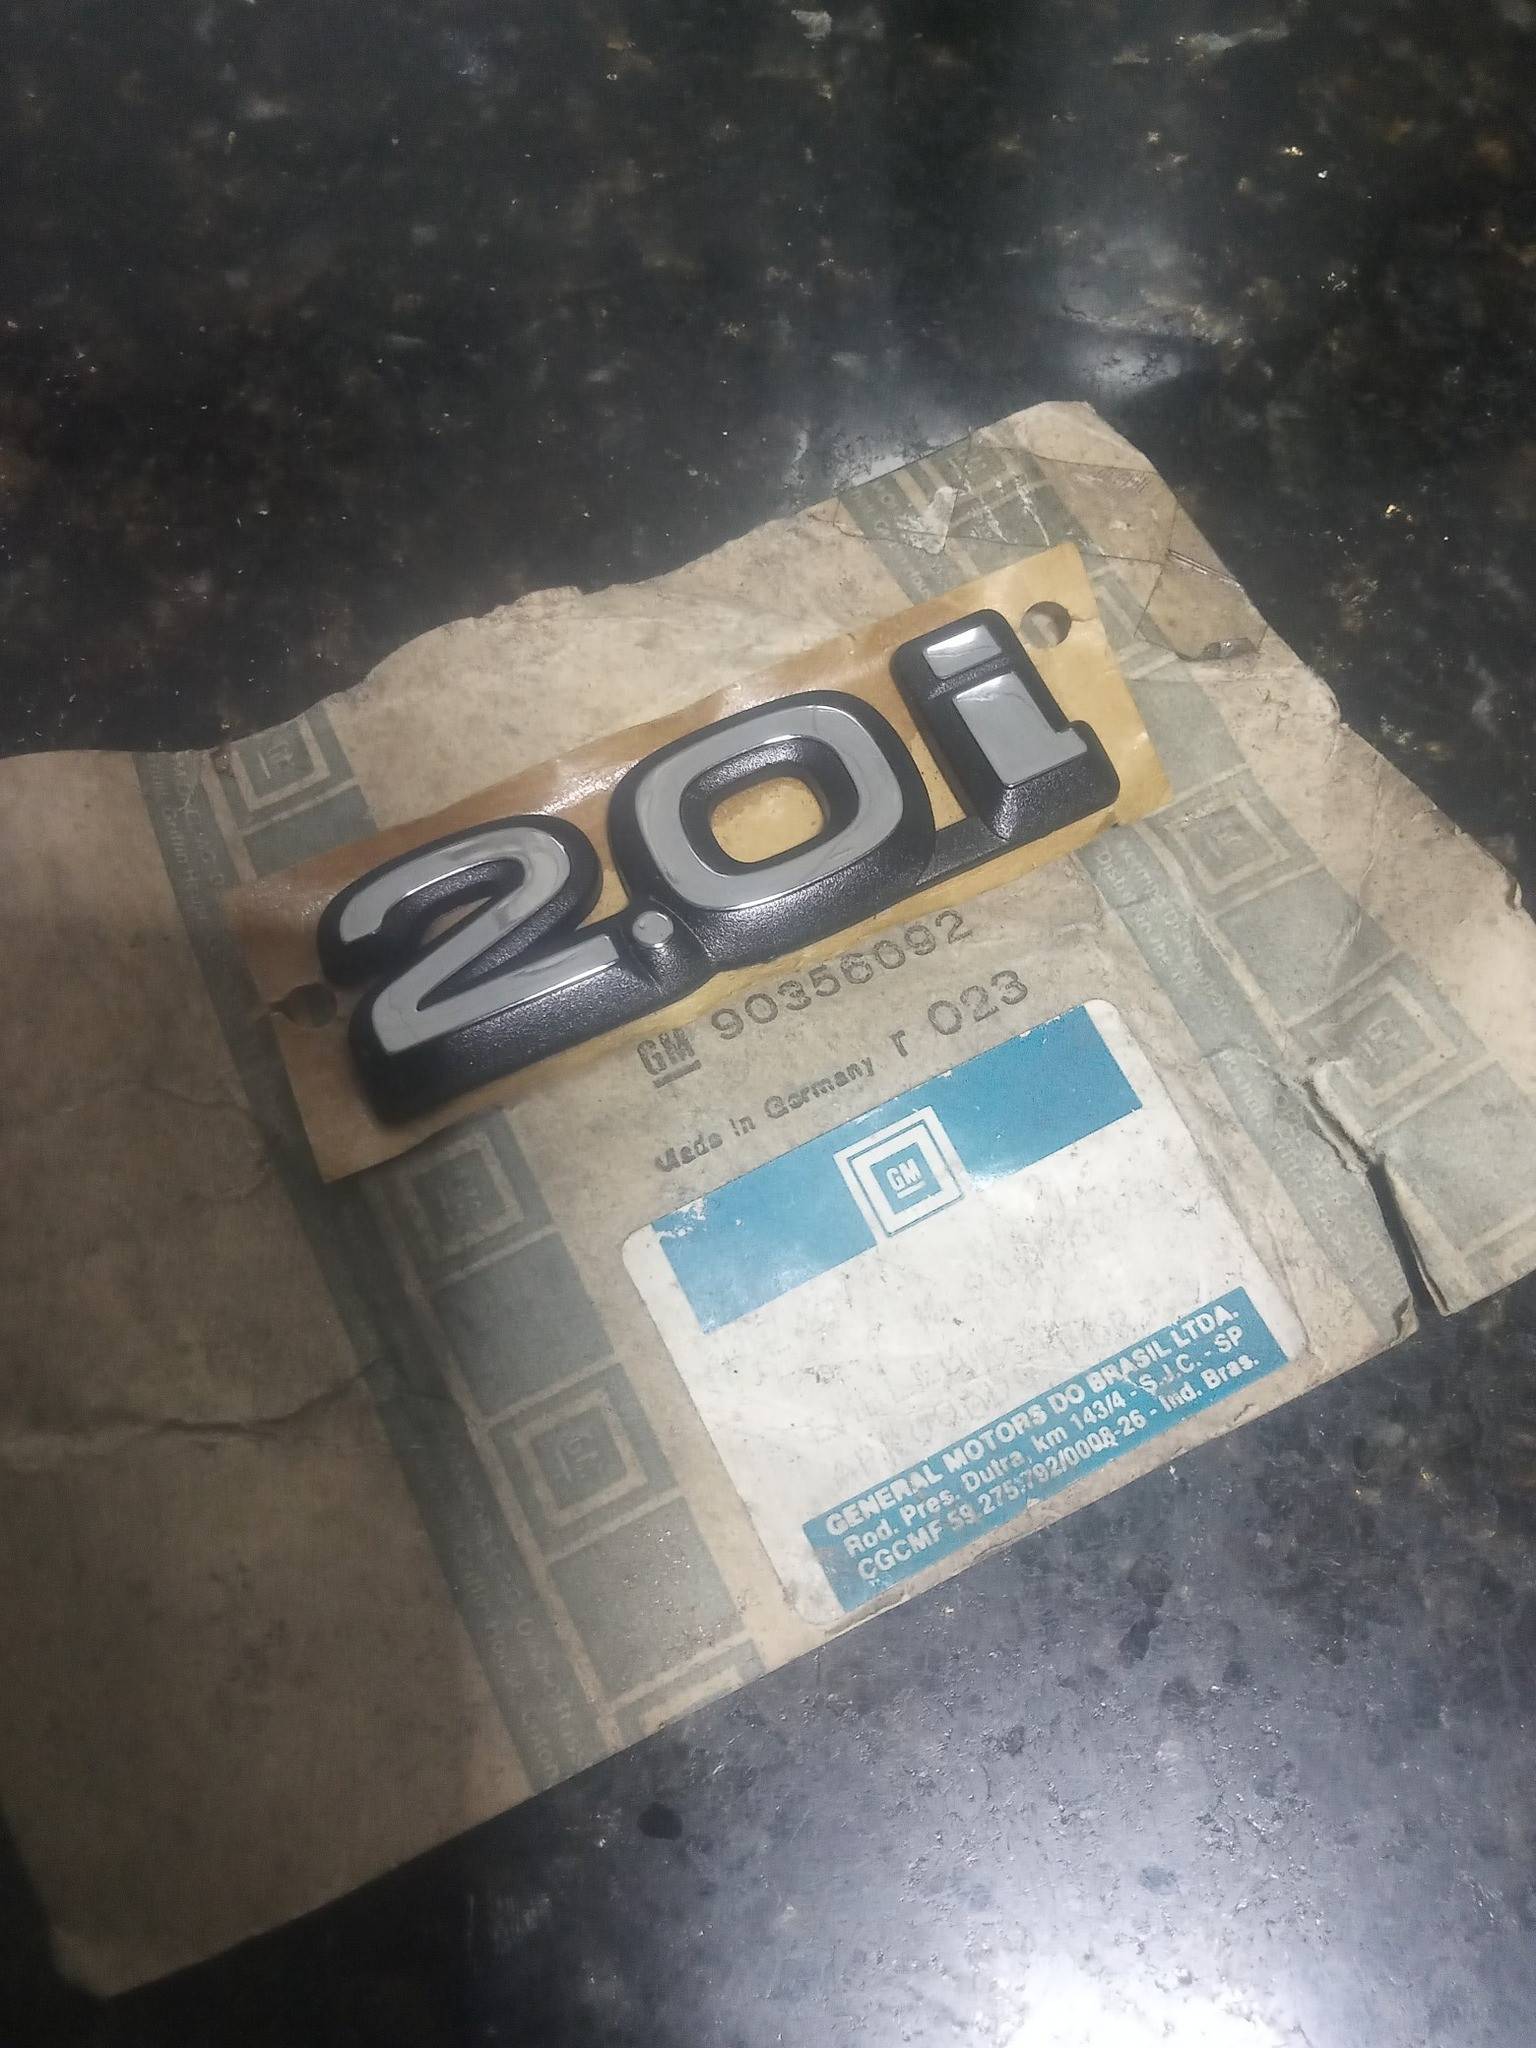 2.0i
GM 90356092
Made in Germany r 023
GM
GENERAL MOTORS DO BRASIL LTDA.
Rod. Pres. Dutra, km 143/4 - S.J.C. - SP
CGCMF 59.275.792/0008-26 - Ind. Bras.